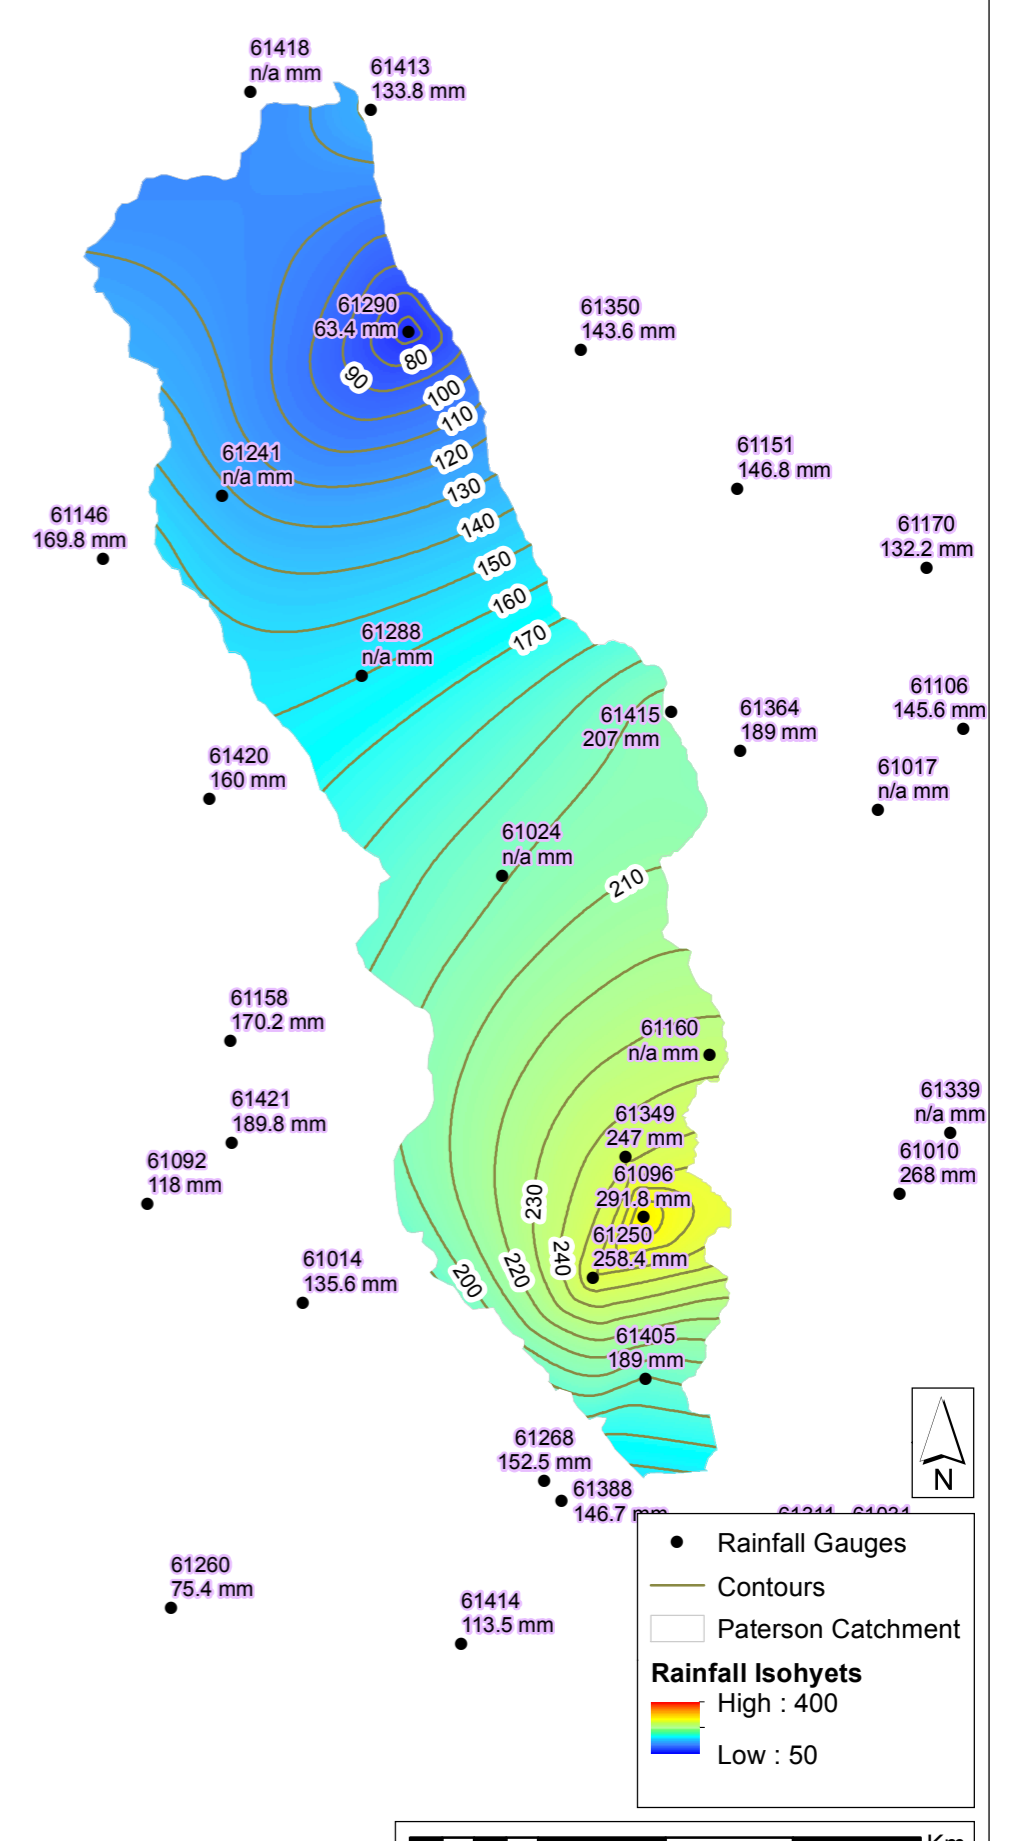 61418
n/a mm
61413
133.8 mm
61290
63.4 mm
61350
143.6 mm
80
90
100
110
61151
146.8 mm
61241
n/a mm
120
130
61146
169.8 mm
140
61170
132.2 mm
150
160
61288
n/a mm
170
61415
207 mm
61364
189 mm
61106
145.6 mm
61420
160 mm
61017
n/a mm
61024
n/a mm
210
61158
170.2 mm
61160
n/a mm
61421
189.8 mm
61349
247 mm
61339
n/a mm
61092
118 mm
61096
291.8 mm
61010
268 mm
230
61250
258.4 mm
240
220
200
61014
135.6 mm
61405
189 mm
61268
152.5 mm
61388
146.7 mm
N
61260
75.4 mm
61414
113.5 mm
Rainfall Gauges
Contours
Paterson Catchment
Rainfall Isohyets
High : 400
Low : 50
Km